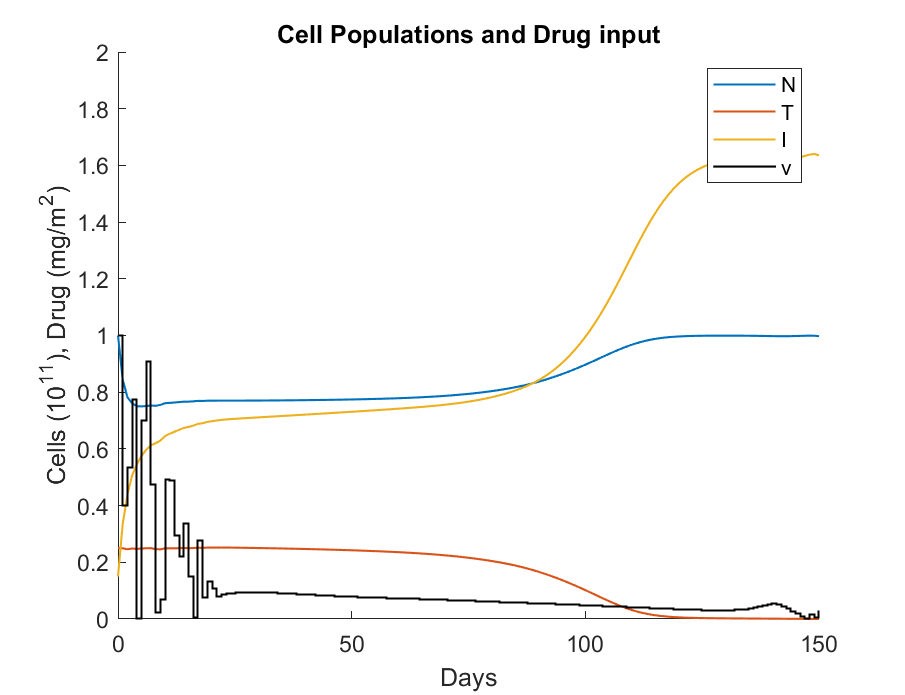 Cell Populations and Drug input
2
1.8
1.6
1.4
1.2
1
0.8
0.6
0.4
0.2
0
Cells (10^11), Drug (mg/m^2)
0
50
100
150
Days
N
T
I
v